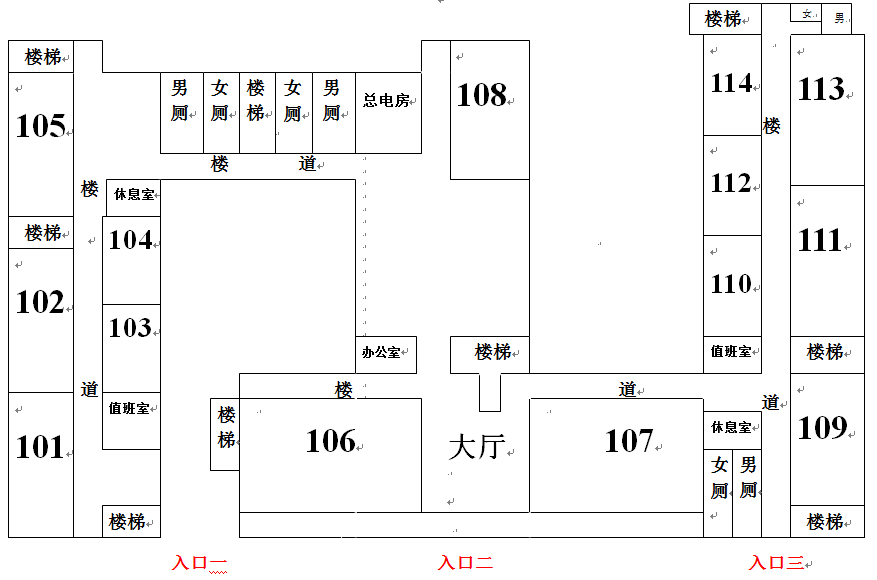 楼梯 女 男
楼梯
男厕 女厕 楼梯 女厕 男厕 总电房
108
114
113
105
楼 道
楼
112
楼
休息室
楼梯
104
111
102
103
110
办公室
楼梯
值班室
楼梯
道
楼
道
道
值班室
楼梯
101
106
大厅
107
休息室
109
女厕 男厕
楼梯
楼梯
入口一
入口二
入口三